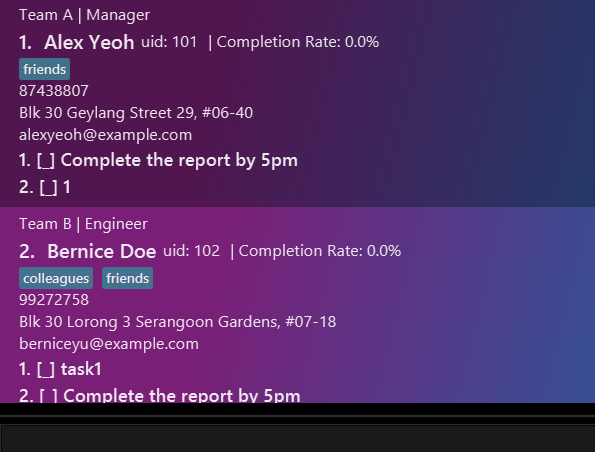 Team A | Manager
1. Alex Yeoh uid: 101 | Completion Rate: 0.0%
friends
87438807
Blk 30 Geylang Street 29, #06-40
alexyeoh@example.com
1. [_] Complete the report by 5pm
2. [_] 1
Team B | Engineer
2. Bernice Doe uid: 102 | Completion Rate: 0.0%
colleagues friends
99272758
Blk 30 Lorong 3 Serangoon Gardens, #07-18
berniceyu@example.com
1. [_] task1
2. [ ] Complete the report by 5pm